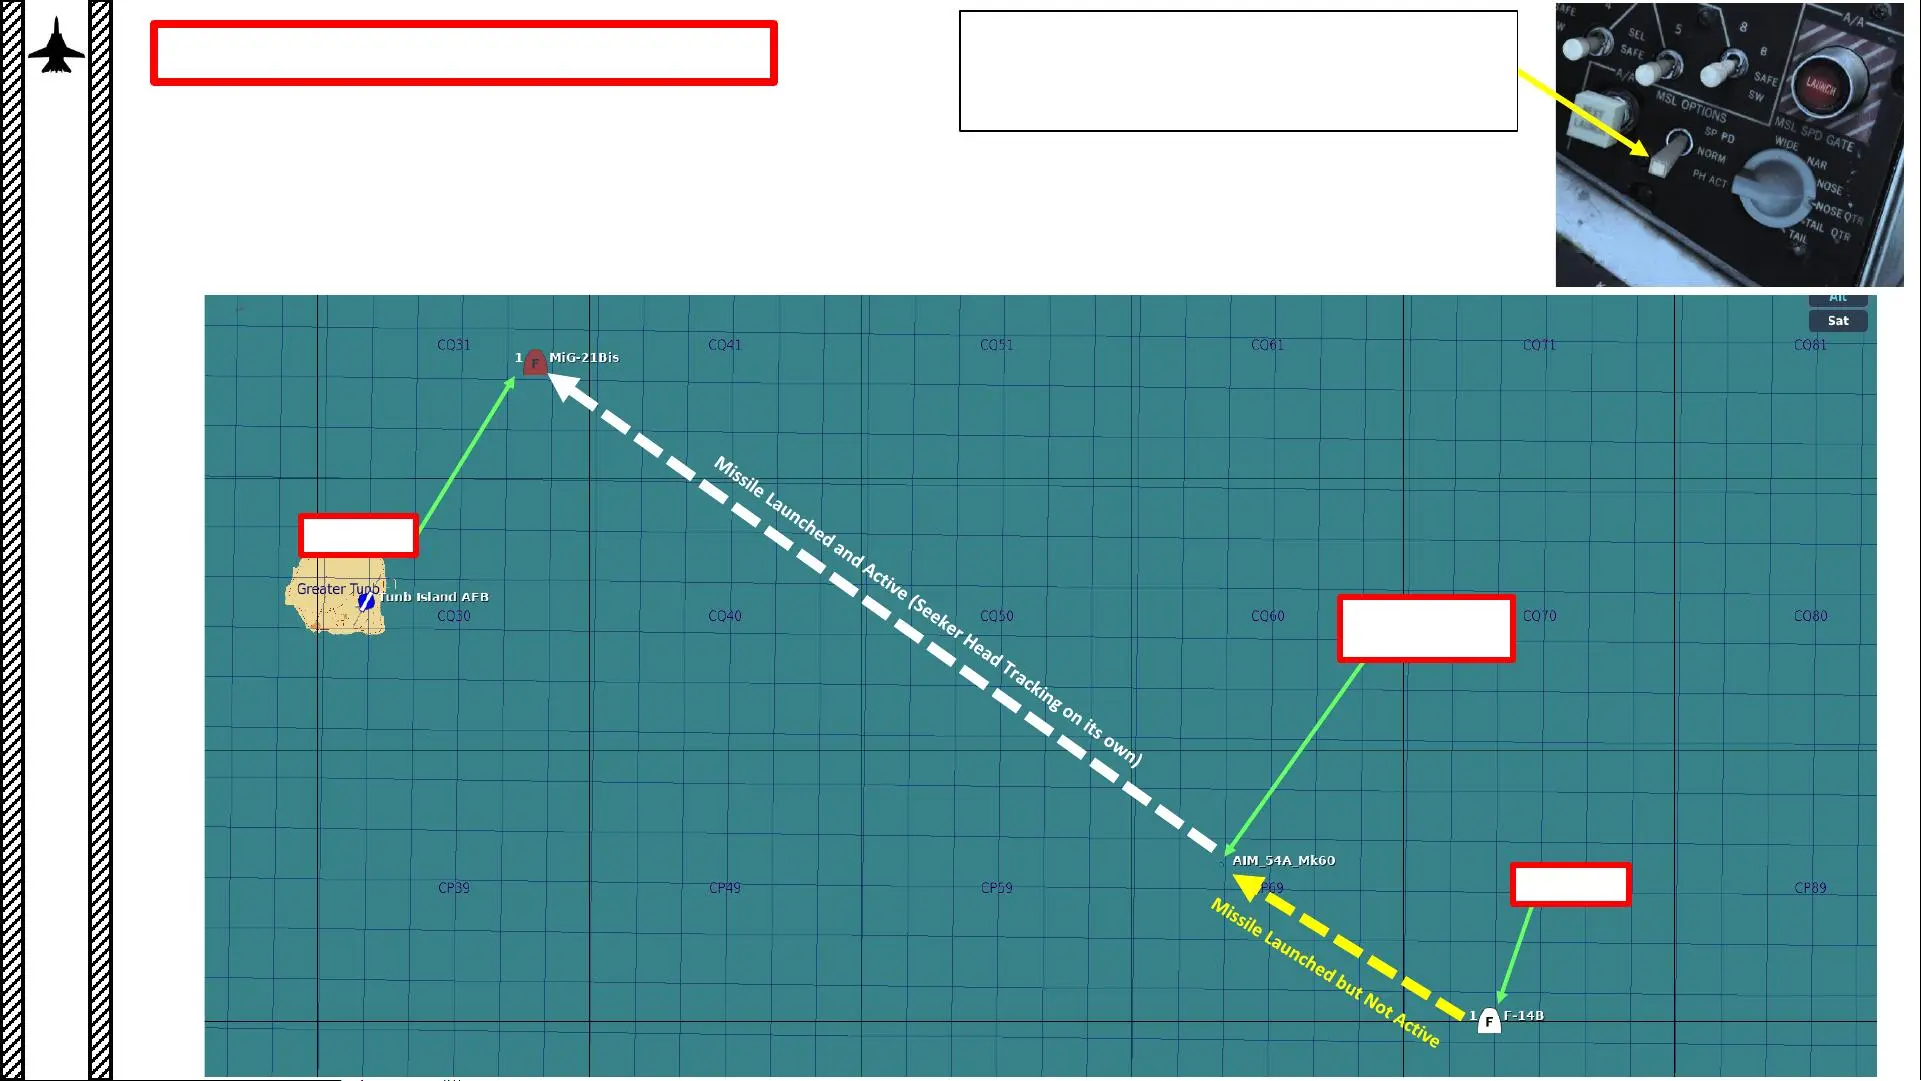 SAFE
W
4
SEL
SAFE
5
8
B
SAFE
SW
A/A
LAUNCH
A/A
MSL OPTIONS
SP PD
NORM
PH ACT
MSL SPD GATE
WIDE
NAR
NOSE
NOSE QTR
TAIL QTR
TAIL
Alt
Sat
CQ31
CQ41
CQ51
CQ61
CQ71
CQ81
1 F MiG-21Bis
Missile Launched and Active (Seeker Head Tracking on its own)
Greater Tunb
Tunb Island AFB
CQ30
CQ40
CQ50
CQ60
CQ70
CQ80
AIM_54A_Mk60
CP39
CP49
CP59
P69
CP89
Missile Launched but Not Active
1 F F-14B